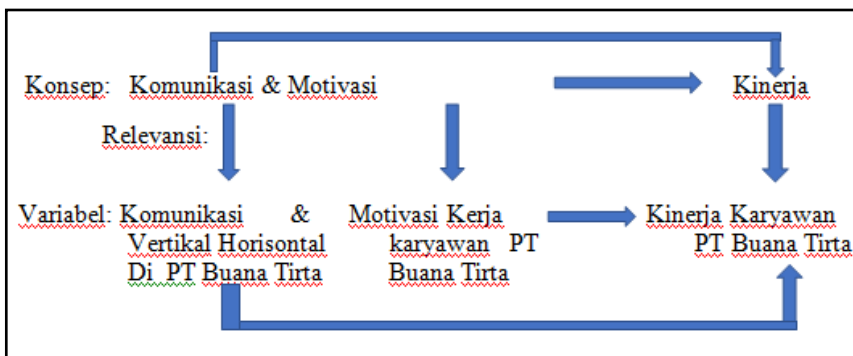 Konsep: Komunikasi & Motivasi Kinerja
Relevansi:
Variabel: Komunikasi & Motivasi Kerja Kinerja Karyawan
Vertikal Horisontal karyawan PT PT Buana Tirta
Di PT Buana Tirta Buana Tirta